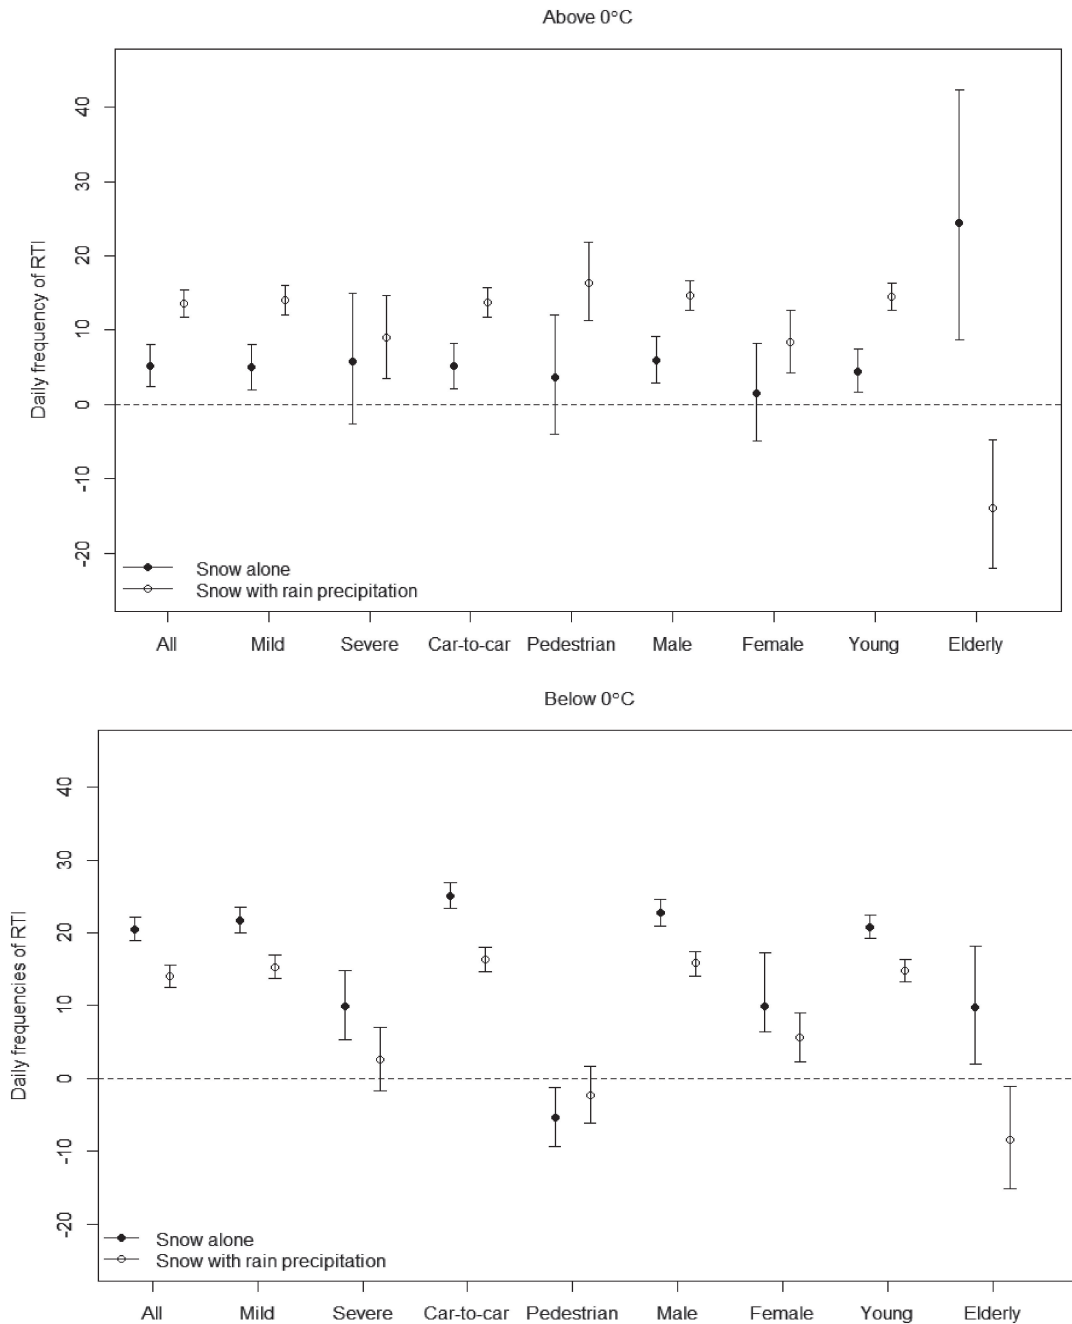 Above 0°C
Daily frequency of RTI
40
30
20
10
0
-10
-20
Snow alone
Snow with rain precipitation
All Mild Severe Car-to-car Pedestrian Male Female Young Elderly
Below 0°C
Daily frequencies of RTI
40
30
20
10
0
-10
-20
Snow alone
Snow with rain precipitation
All Mild Severe Car-to-car Pedestrian Male Female Young Elderly